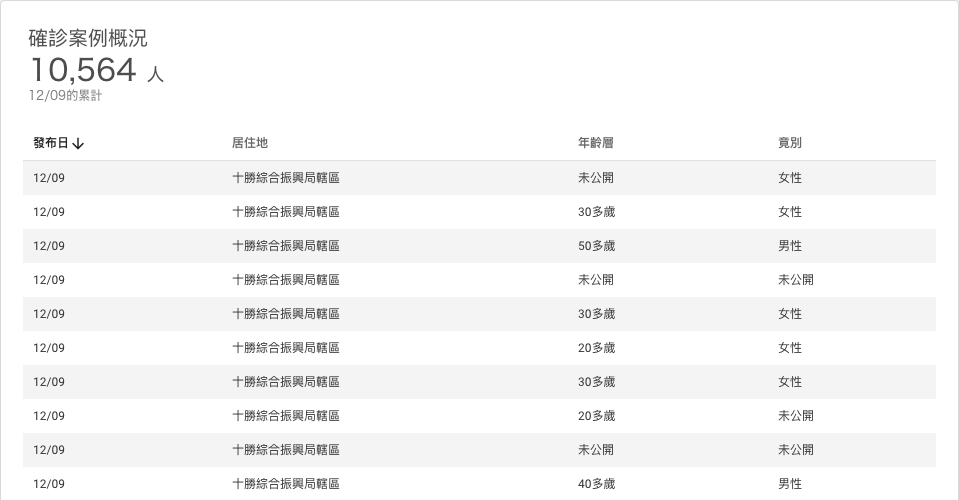 確診案例概況
10,564 人
12/09的累計
發布日↓ 居住地 年齡層 竟別
12/09 十勝綜合振興局轄區 未公開 女性
12/09 十勝綜合振興局轄區 30多歲 女性
12/09 十勝綜合振興局轄區 50多歲 男性
12/09 十勝綜合振興局轄區 未公開 未公開
12/09 十勝綜合振興局轄區 30多歲 女性
12/09 十勝綜合振興局轄區 20多歲 女性
12/09 十勝綜合振興局轄區 30多歲 女性
12/09 十勝綜合振興局轄區 20多歲 未公開
12/09 十勝綜合振興局轄區 未公開 未公開
12/09 十勝綜合振興局轄區 40多歲 男性